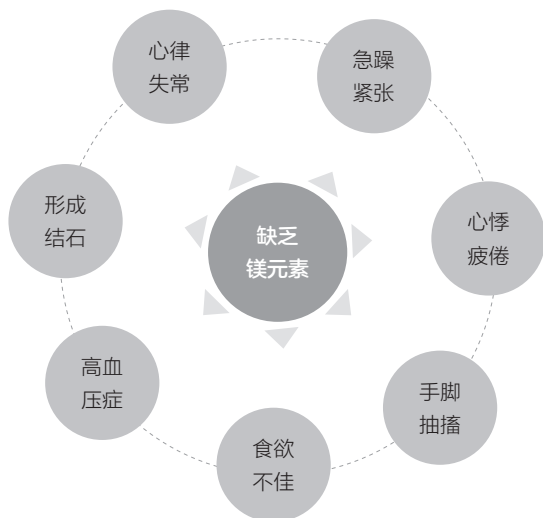 心律
失常
急躁
紧张
形成
结石
缺乏
镁元素
心悸
疲倦
高血
压症
手脚
抽搐
食欲
不佳